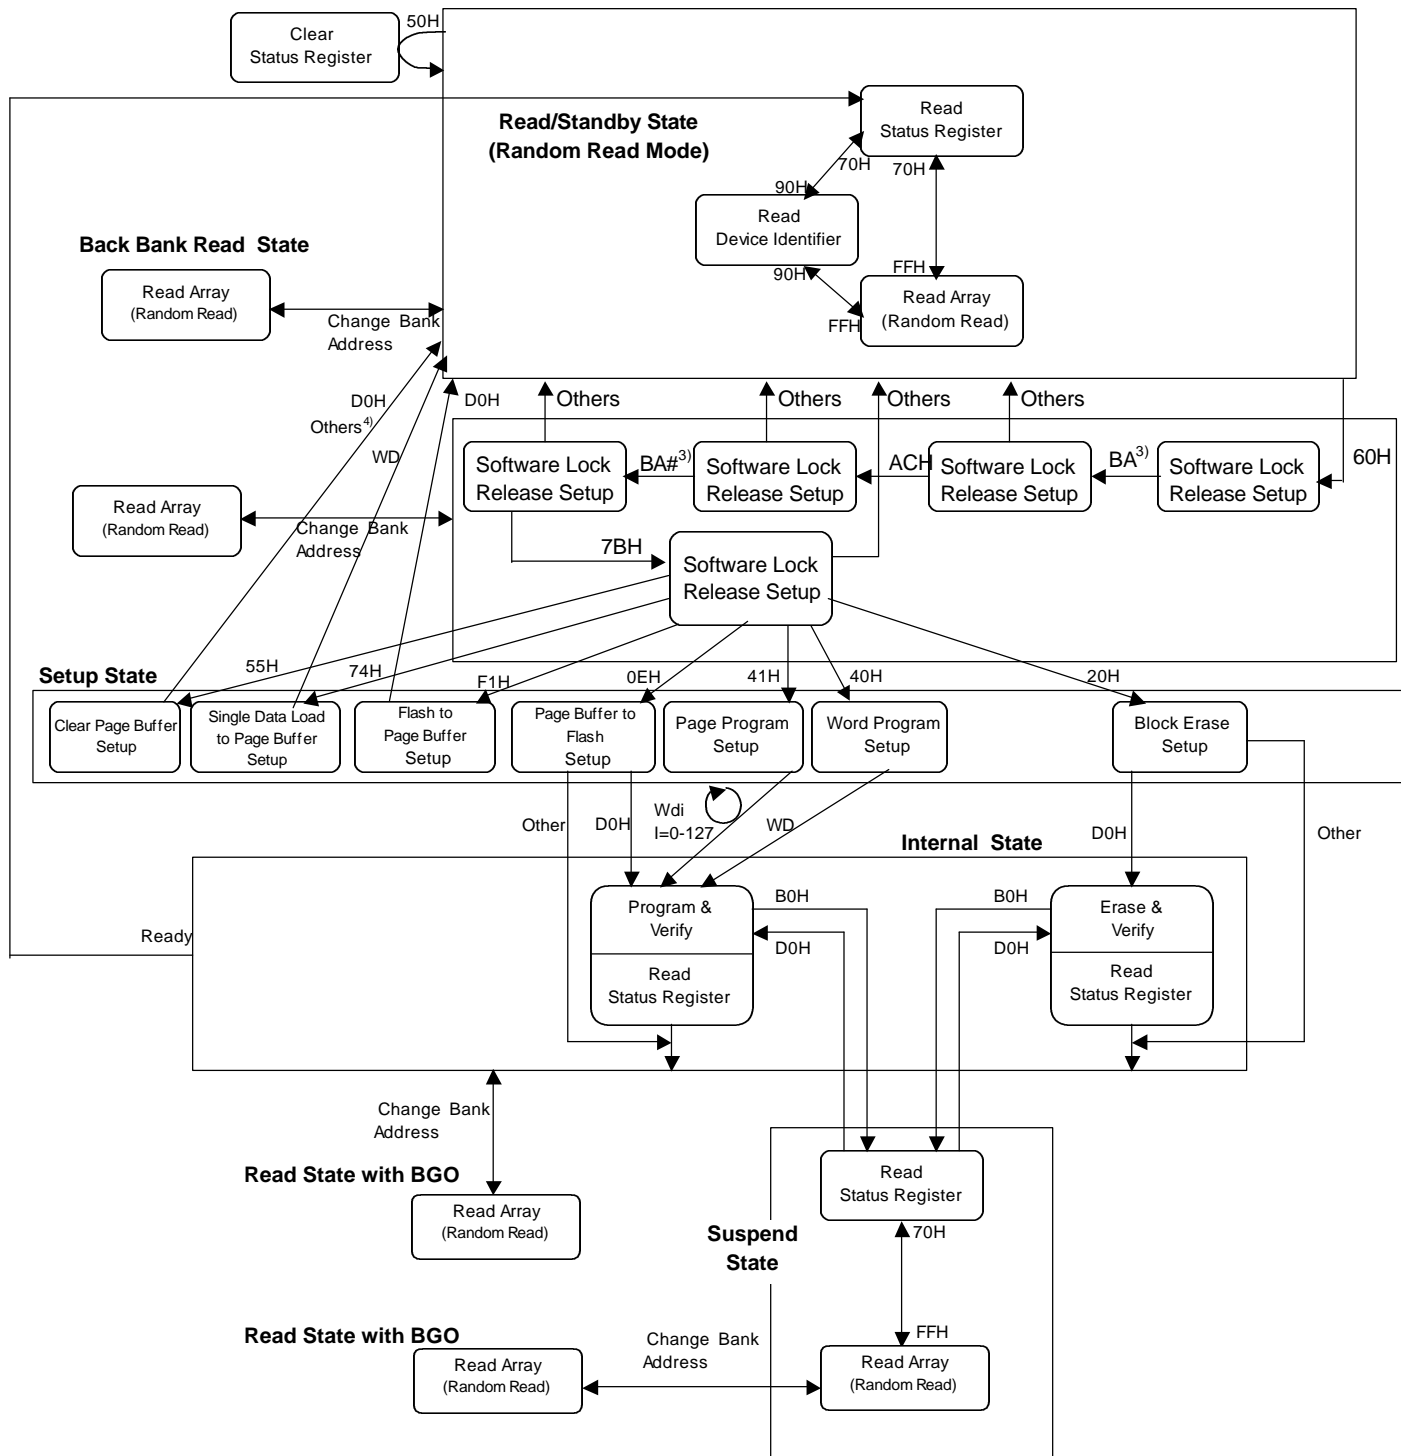 50H
Clear
Status Register
Read/Standby State
(Random Read Mode)
Read
Status Register
70H
70H
90H
Read
Device Identifier
90H
FFH
FFH
Read Array
(Random Read)
Back Bank Read State
Read Array
(Random Read)
Change Bank
Address
D0H
Others4)
WD
D0H
Others
Others
Others
Others
Software Lock
Release Setup
BA#3)
Software Lock
Release Setup
ACH
Software Lock
Release Setup
BA3)
Software Lock
Release Setup
60H
Read Array
(Random Read)
Change Bank
Address
7BH
Software Lock
Release Setup
Setup State
55H
74H
F1H
0EH
41H
40H
20H
Clear Page Buffer
Setup
Single Data Load
to Page Buffer
Setup
Flash to
Page Buffer
Setup
Page Buffer to
Flash
Setup
Page Program
Setup
Word Program
Setup
Block Erase
Setup
Other
D0H
Wdi
I=0-127
WD
D0H
Other
Internal State
Ready
Program &
Verify
Read
Status Register
B0H
D0H
B0H
D0H
Erase &
Verify
Read
Status Register
Change Bank
Address
Read State with BGO
Read Array
(Random Read)
Suspend
State
Read
Status Register
70H
FFH
Read State with BGO
Read Array
(Random Read)
Change Bank
Address
Read Array
(Random Read)